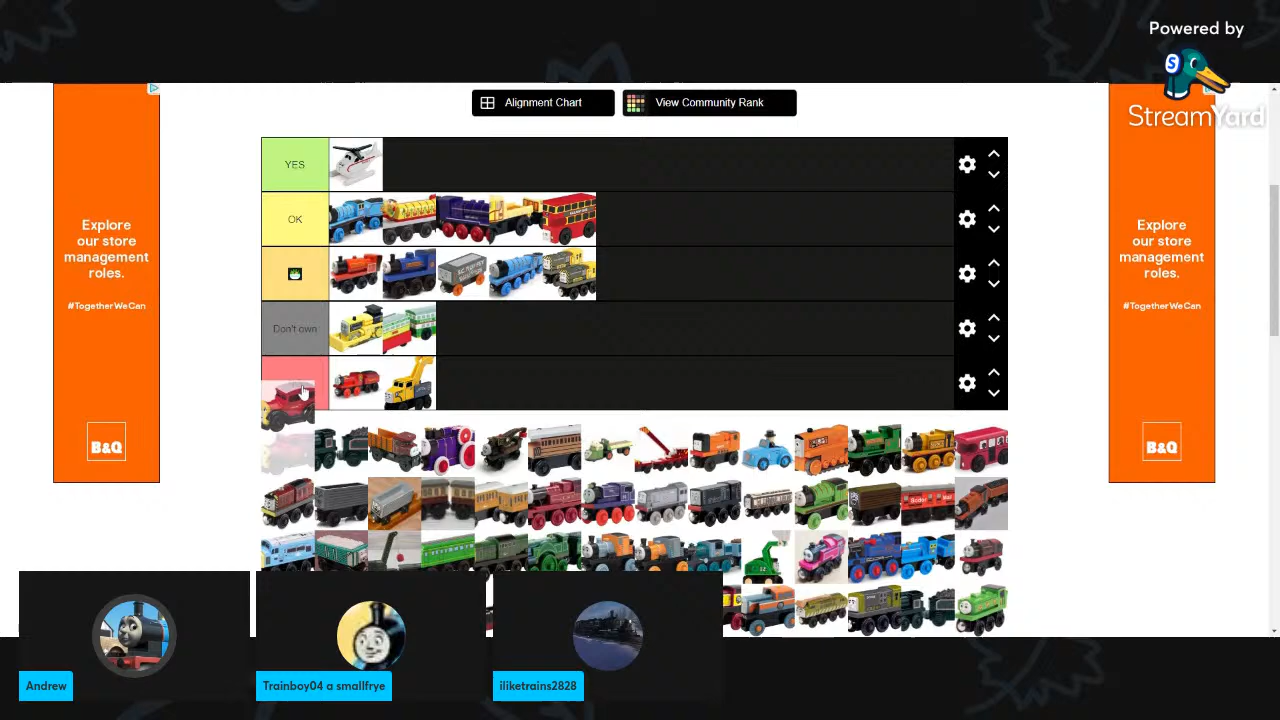 Powered by
StreamYard
Alignment Chart
View Community Rank
Explore
our store
management
roles.
#TogetherWeCan
B&Q
YES
OK
Don't own
Explore
our store
management
roles.
#TogetherWeCan
B&Q
Andrew
Trainboy04 a smallfrye
iliketrains2828